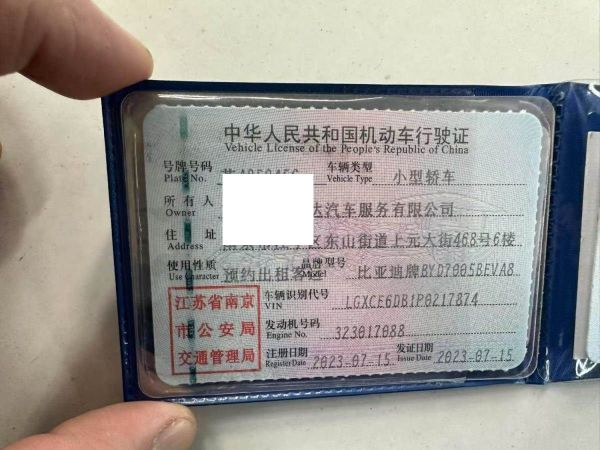 中华人民共和国机动车行驶证
Vehicle License of the People's Republic of China
号牌号码 Plate No. 车辆类型 Vehicle Type 小型轿车
所有人 Owner 达汽车服务有限公司
住址 Address 区东山街道上元大街468号6楼
使用性质 Use Character 预约出租客运 品牌型号 Model 比亚迪牌BYD7005BEVA8
江苏省南京
市公安局
交通管理局
车辆识别代号 VIN LGXCE6DB1P0217874
发动机号码 Engine No. 323017088
注册日期 Register Date 2023-07-15 发证日期 Issue Date 2023-07-15